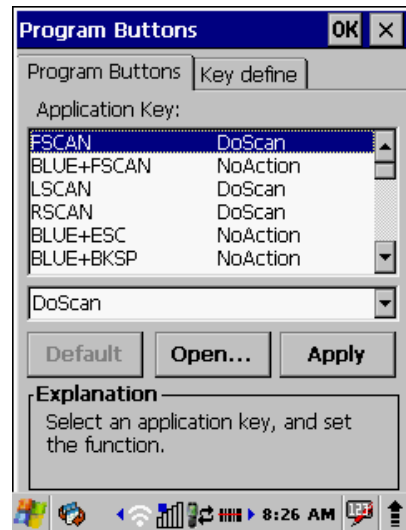 Program Buttons OK ×
Program Buttons Key define
Application Key:
FSCAN DoScan
BLUE+FSCAN NoAction
LSCAN DoScan
RSCAN DoScan
BLUE+ESC NoAction
BLUE+BKSP NoAction
DoScan
Default Open... Apply
Explanation
Select an application key, and set
the function.
8:26 AM 123